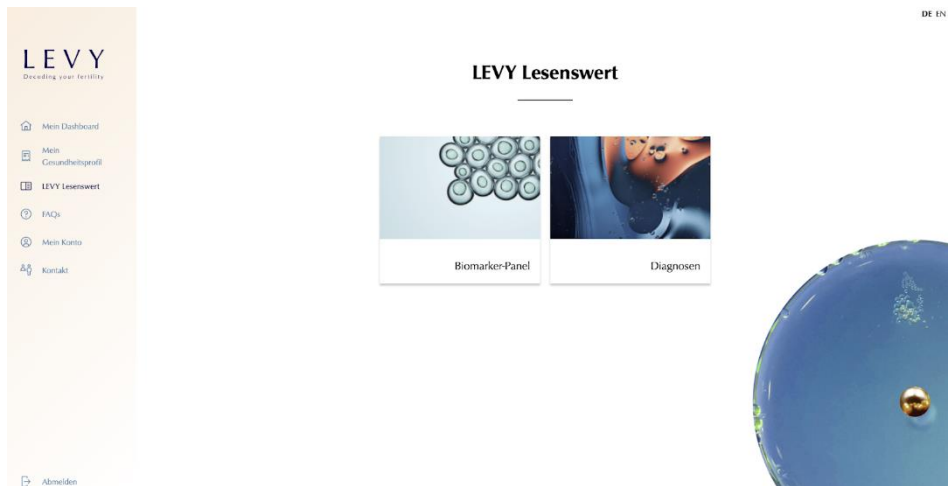 DE EN
LEVY
Decoding your fertility
Mein Dashboard
Mein
Gesundheitsprofil
LEVY Lesenswert
FAQs
Mein Konto
Kontakt
Abmelden
LEVY Lesenswert
Biomarker-Panel
Diagnosen